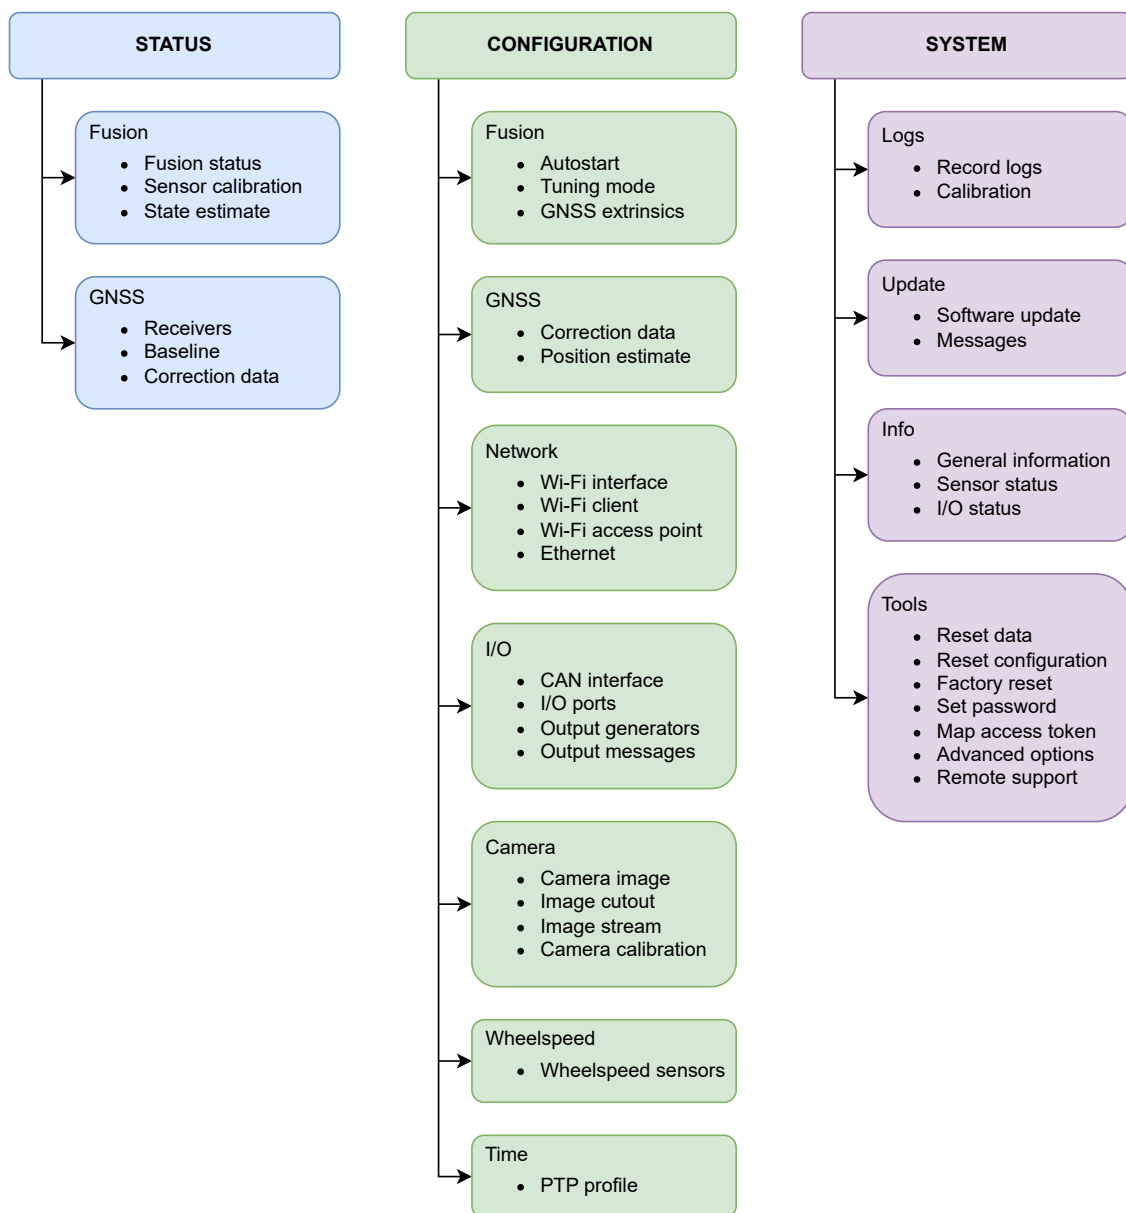 STATUS
Fusion
• Fusion status
• Sensor calibration
• State estimate
GNSS
• Receivers
• Baseline
• Correction data
CONFIGURATION
Fusion
• Autostart
• Tuning mode
• GNSS extrinsics
GNSS
• Correction data
• Position estimate
Network
• Wi-Fi interface
• Wi-Fi client
• Wi-Fi access point
• Ethernet
I/O
• CAN interface
• I/O ports
• Output generators
• Output messages
Camera
• Camera image
• Image cutout
• Image stream
• Camera calibration
Wheelspeed
• Wheelspeed sensors
Time
• PTP profile
SYSTEM
Logs
• Record logs
• Calibration
Update
• Software update
• Messages
Info
• General information
• Sensor status
• I/O status
Tools
• Reset data
• Reset configuration
• Factory reset
• Set password
• Map access token
• Advanced options
• Remote support